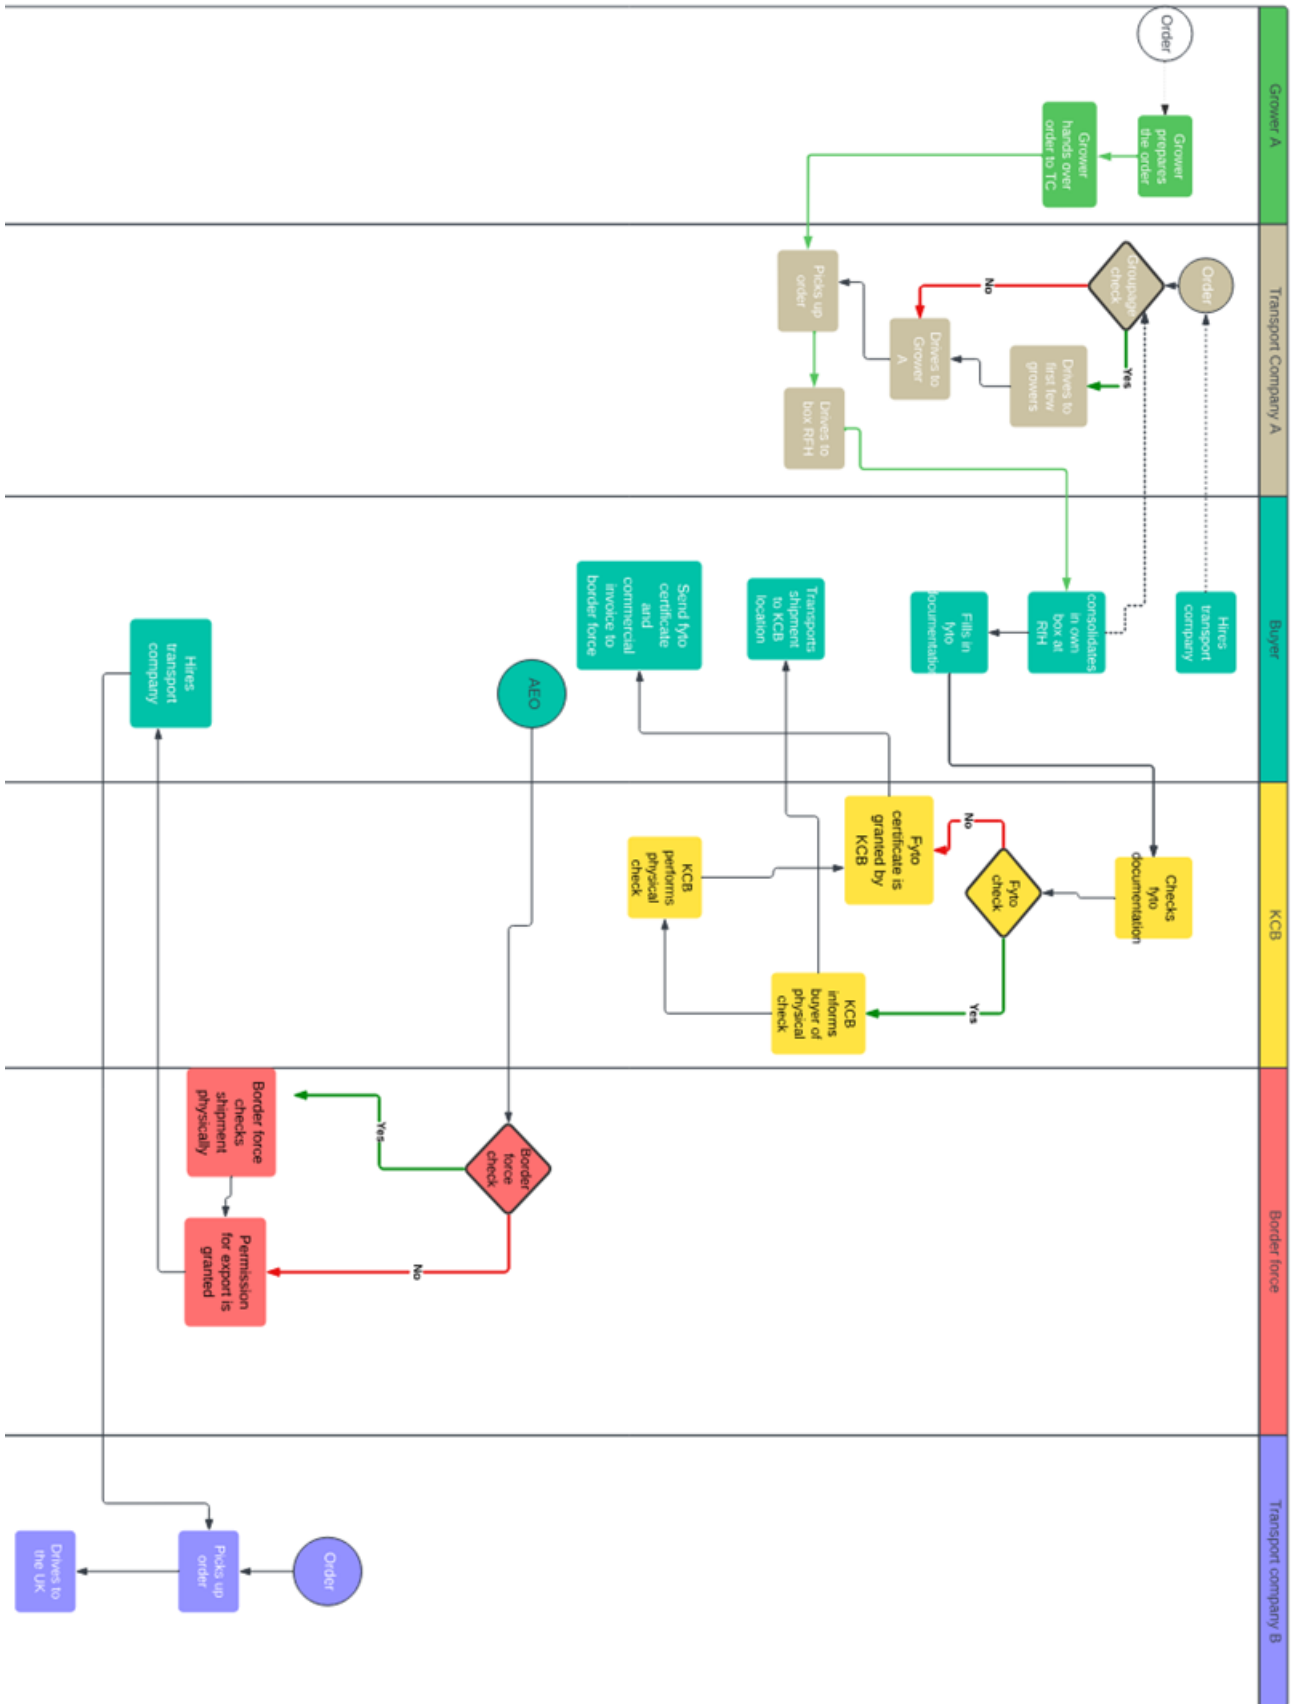 Grower A
Transport Company A
Buyer
KCB
Border force
Transport company B
Order
Grower
prepares
the order
Grower
hands over
order to TC
Order
Groupage
check
No
Yes
Drives to
first few
growers
Drives to
Grower
A
Picks up
order
Drives to
box RFH
Hires
transport
company
consolidates
in own
box at
RfH
Fills in
fyto
documentation
Transports
shipment
to KCB
location
Send fyto
certificate
and
commercial
invoice to
border force
AEO
Hires
transport
company
Checks
fyto
documentation
Fyto
check
No
Yes
Fyto
certificate is
granted by
KCB
KCB
informs
buyer of
physical
check
KCB
performs
physical
check
Border
force
check
Yes
No
Border force
checks
shipment
physically
Permission
for export is
granted
Order
Picks up
order
Drives to
the UK